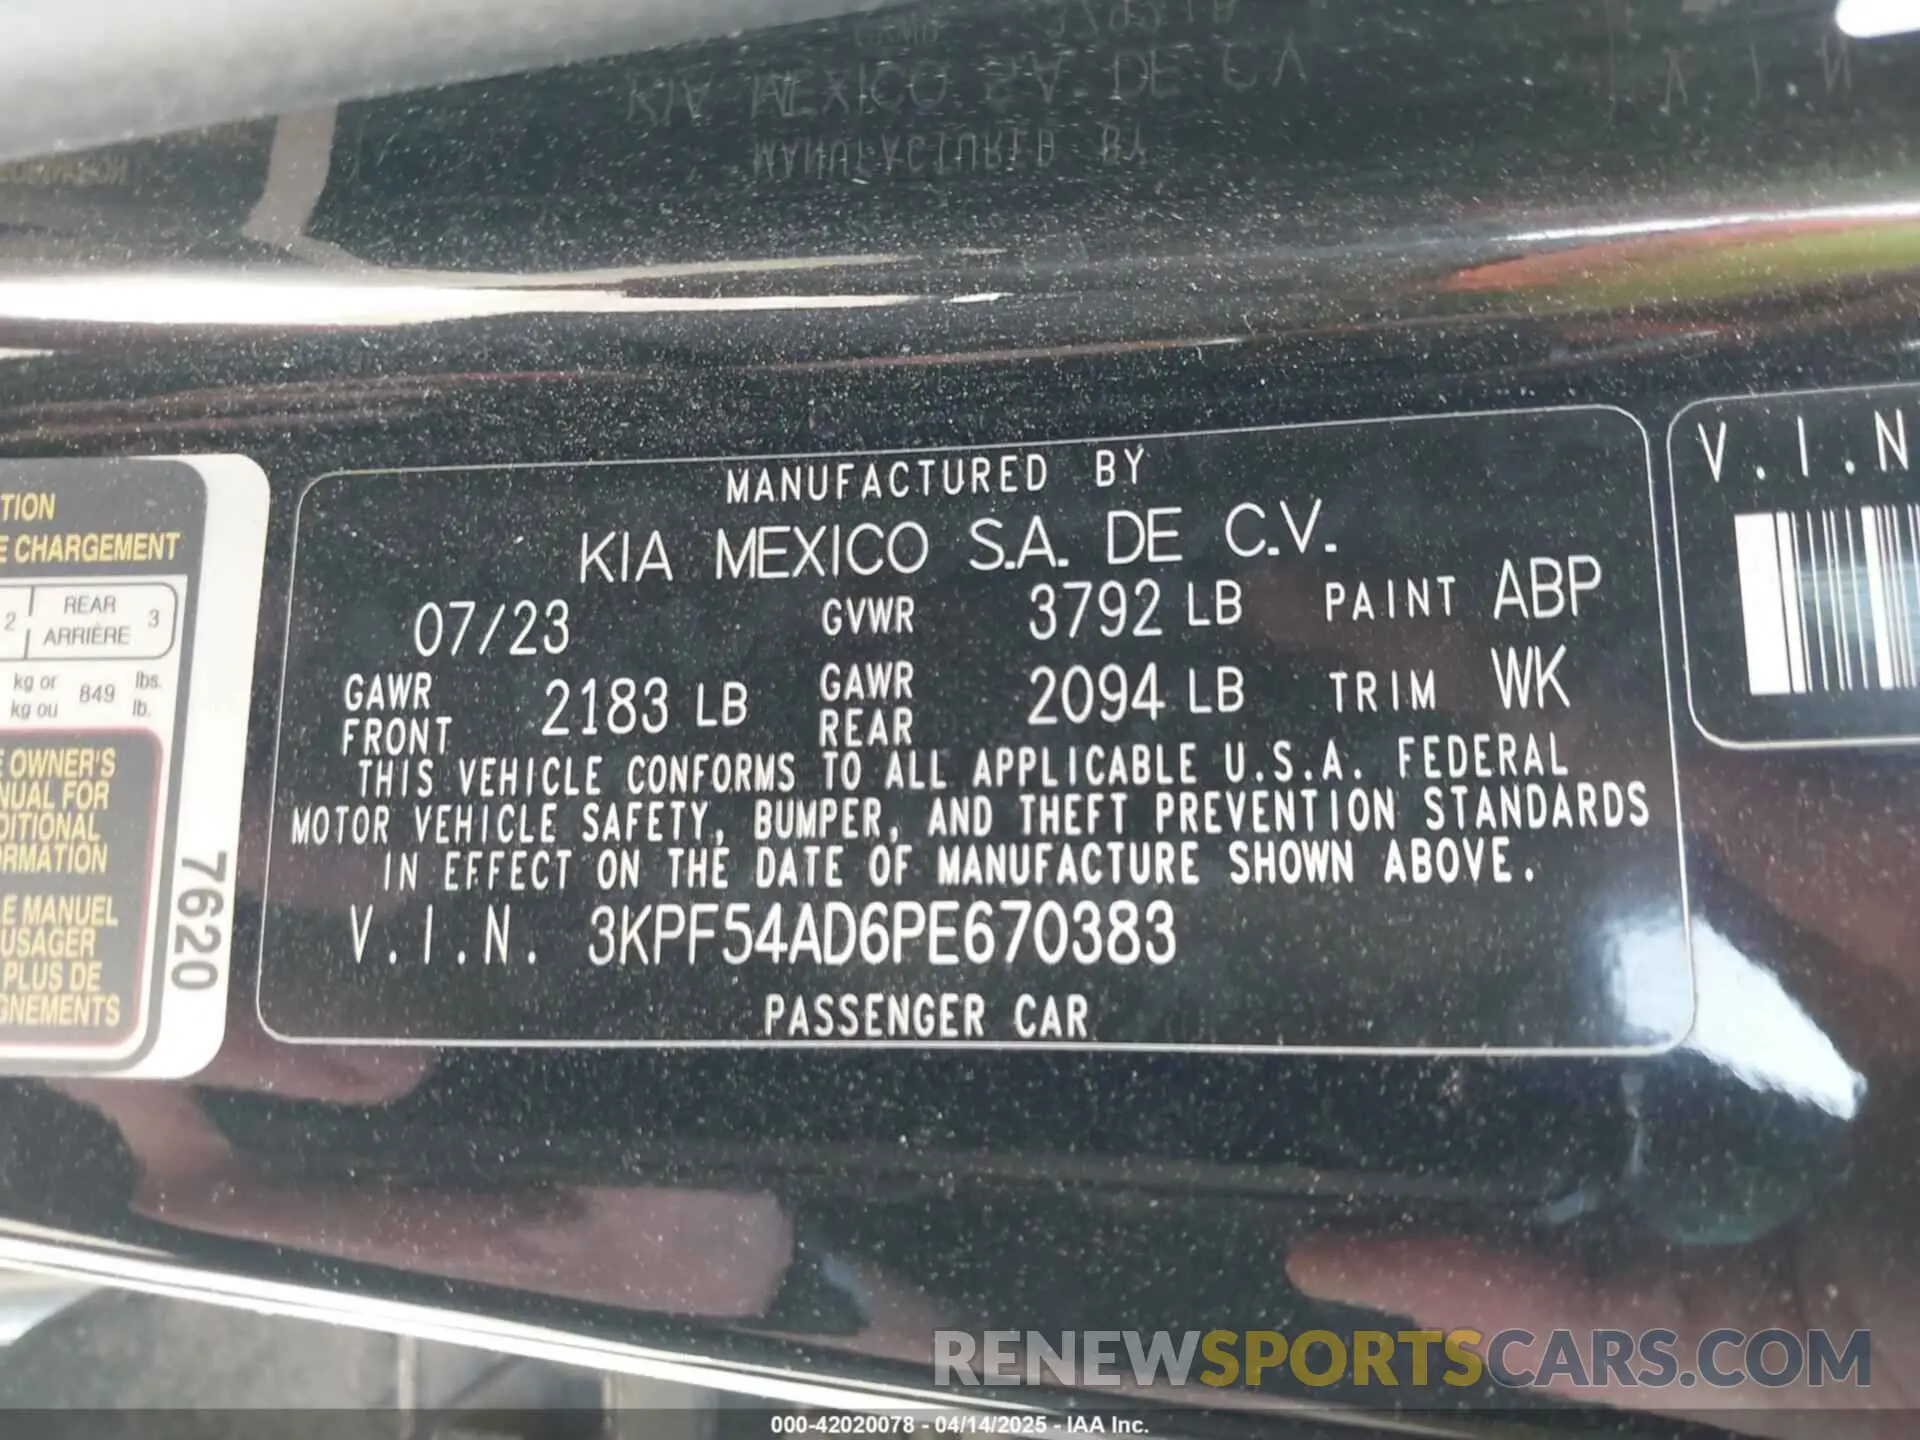 MANUFACTURED BY
KIA MEXICO S.A. DE C.V.
07/23 GVWR 3792 LB PAINT ABP
GAWR FRONT 2183 LB GAWR REAR 2094 LB TRIM WK
THIS VEHICLE CONFORMS TO ALL APPLICABLE U.S.A. FEDERAL
MOTOR VEHICLE SAFETY, BUMPER, AND THEFT PREVENTION STANDARDS
IN EFFECT ON THE DATE OF MANUFACTURE SHOWN ABOVE.
V.I.N. 3KPF54AD6PE670383
PASSENGER CAR
V.I.N
CHARGEMENT
2 REAR 3
ARRIÈRE
kg or 849 lbs.
kg ou lb.
OWNER'S
FOR
MANUEL
PLUS DE
7620
RENEWSPORTSCARS.COM
000-42020078 - 04/14/2025 - IAA Inc.